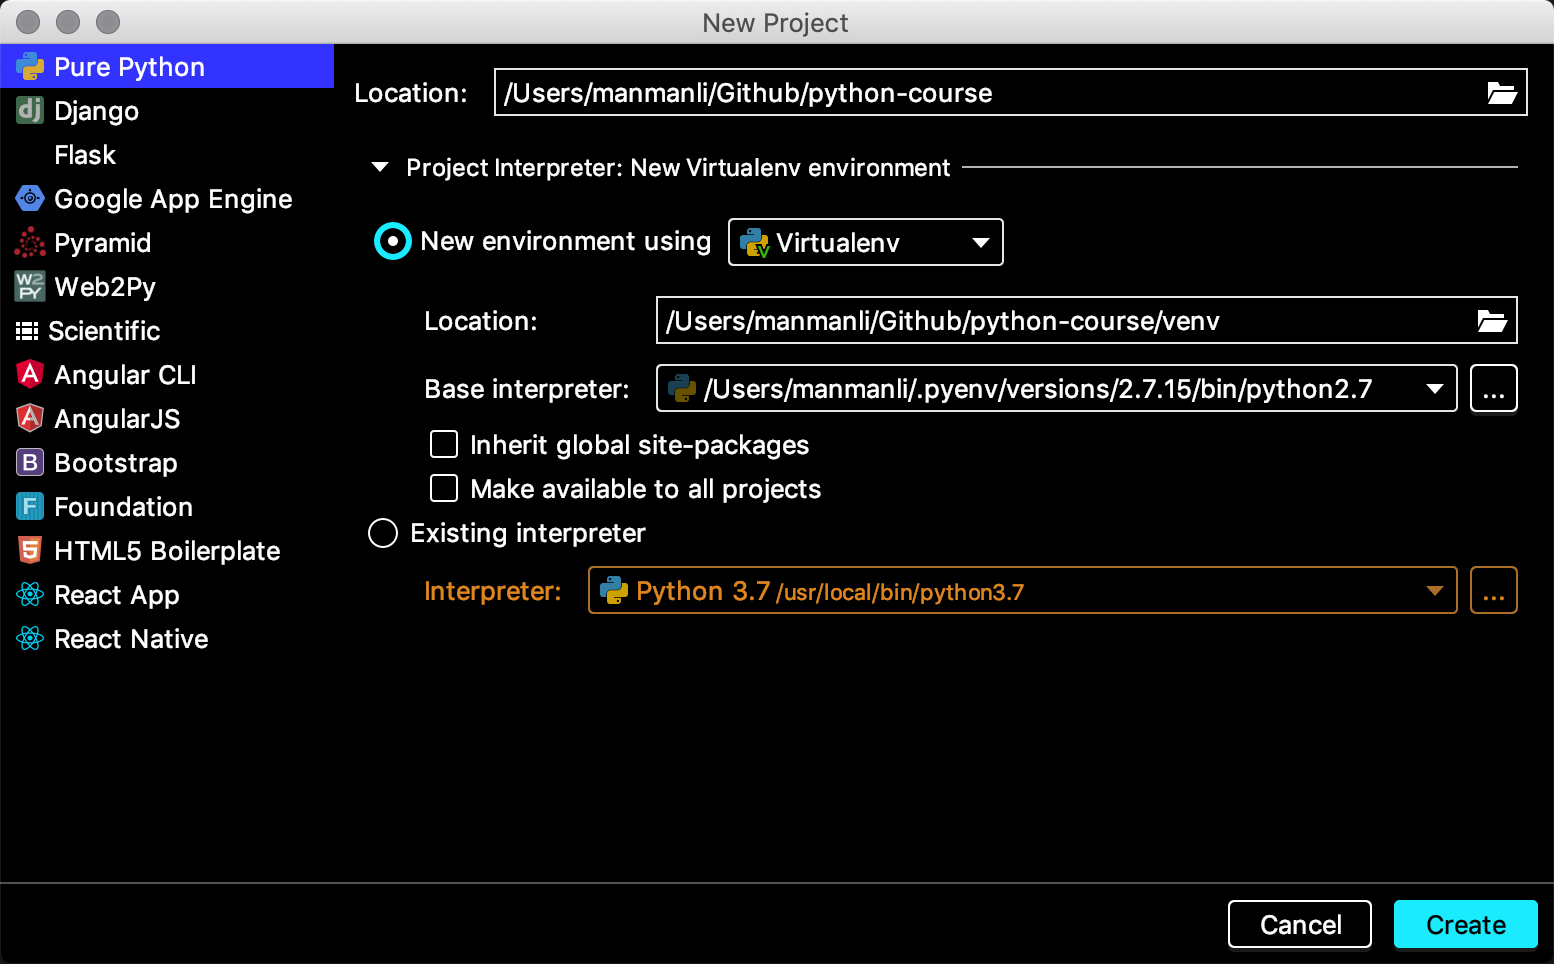 New Project
Pure Python
dj Django
Flask
Google App Engine
Pyramid
W2PY Web2Py
Scientific
A Angular CLI
A AngularJS
B Bootstrap
F Foundation
5 HTML5 Boilerplate
React App
React Native
Location: /Users/manmanli/Github/python-course
Project Interpreter: New Virtualenv environment
New environment using V Virtualenv
Location: /Users/manmanli/Github/python-course/venv
Base interpreter: /Users/manmanli/.pyenv/versions/2.7.15/bin/python2.7 ...
Inherit global site-packages
Make available to all projects
Existing interpreter
Interpreter: Python 3.7 /usr/local/bin/python3.7 ...
Cancel Create